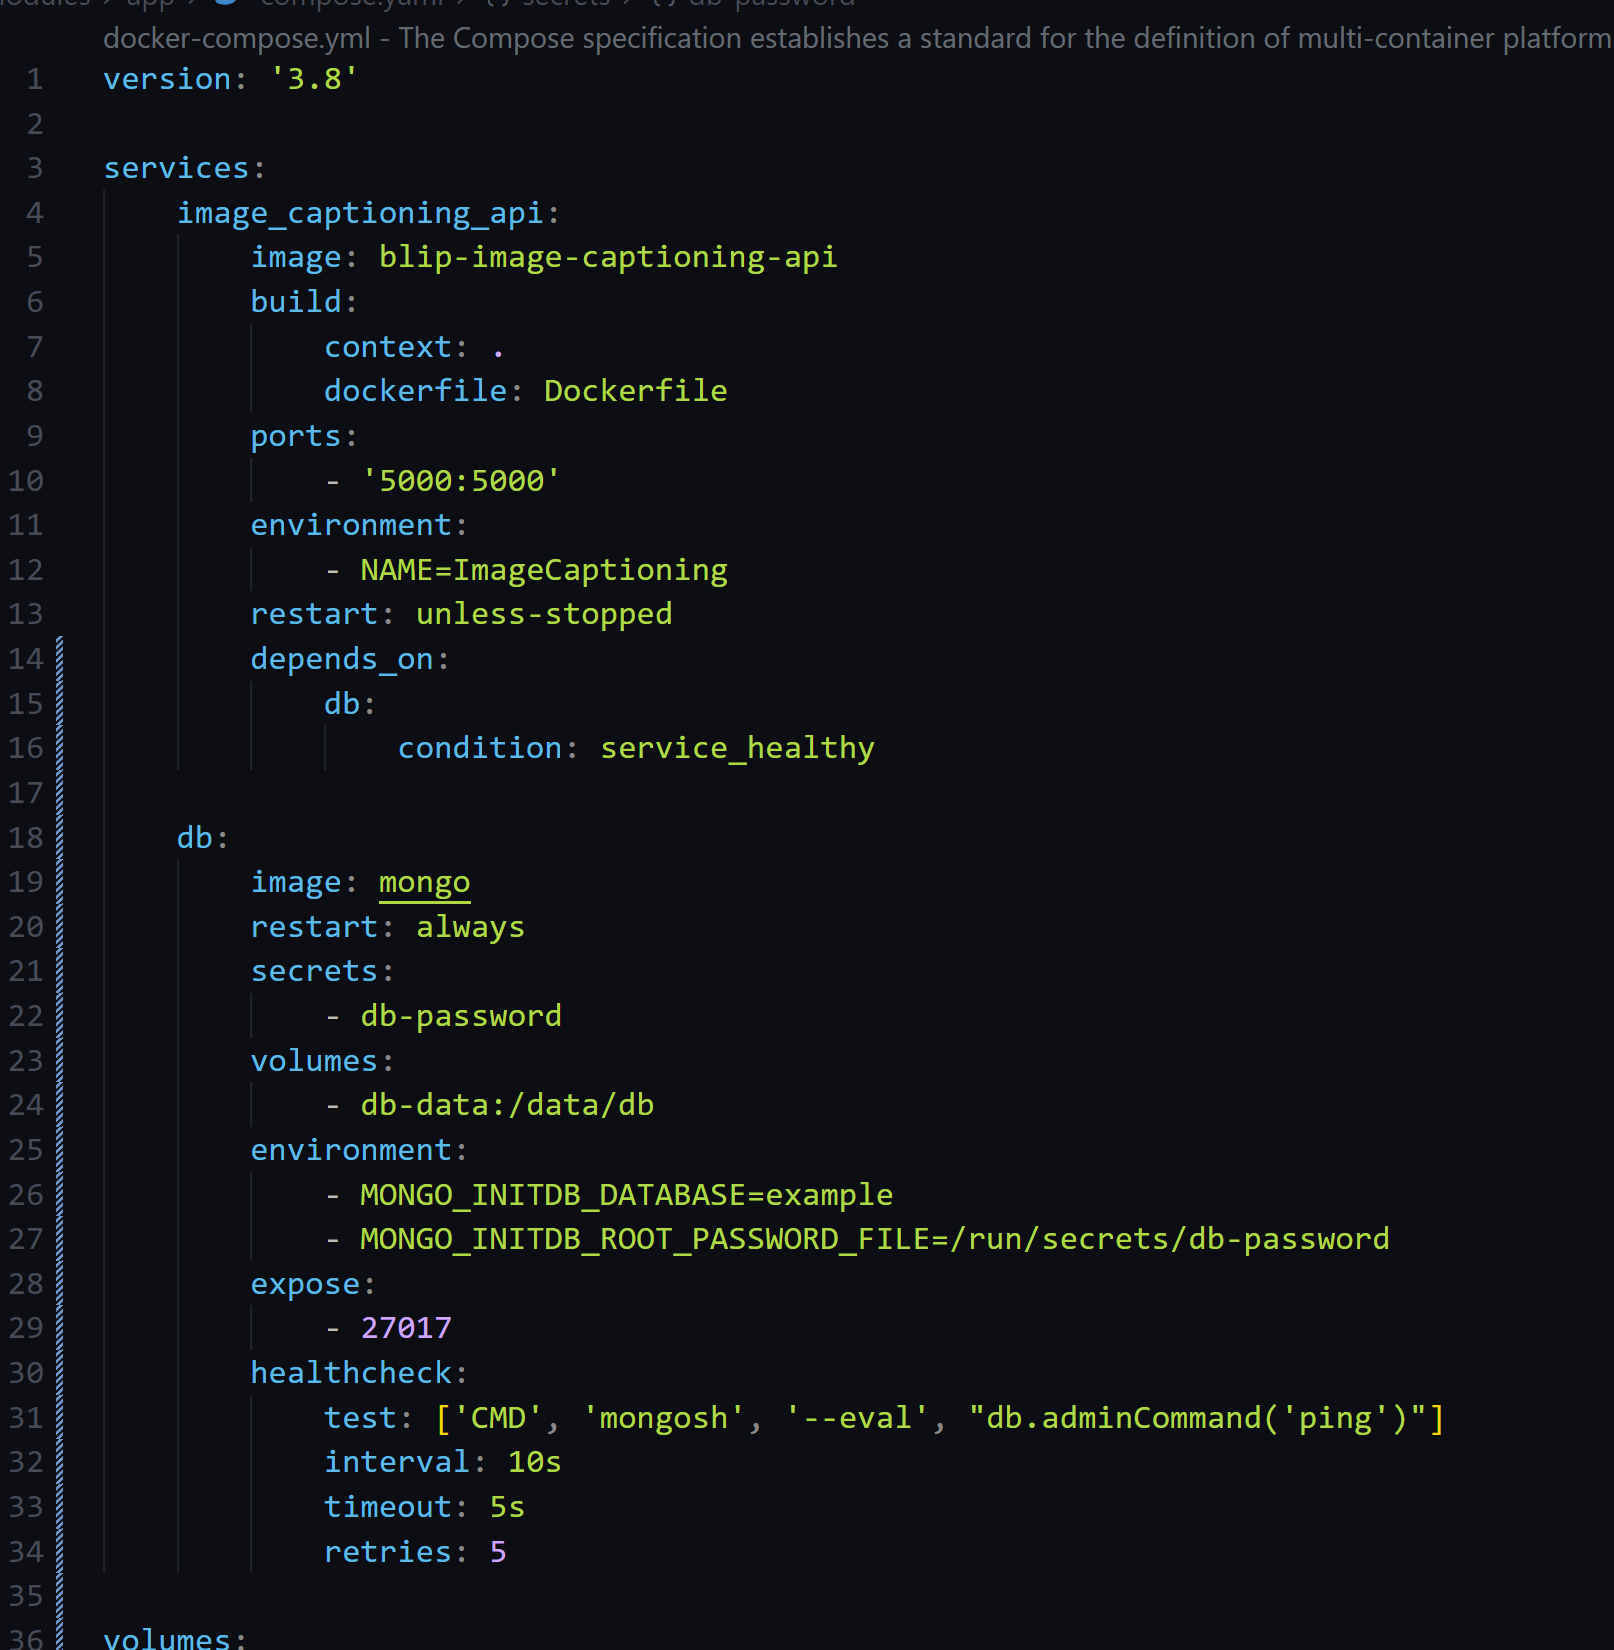 app > compose.yaml > {} secrets > {} db-password
docker-compose.yml - The Compose specification establishes a standard for the definition of multi-container platform
1 version: '3.8'
2
3 services:
4 image_captioning_api:
5 image: blip-image-captioning-api
6 build:
7 context: .
8 dockerfile: Dockerfile
9 ports:
10 - '5000:5000'
11 environment:
12 - NAME=ImageCaptioning
13 restart: unless-stopped
14 depends_on:
15 db:
16 condition: service_healthy
17
18 db:
19 image: mongo
20 restart: always
21 secrets:
22 - db-password
23 volumes:
24 - db-data:/data/db
25 environment:
26 - MONGO_INITDB_DATABASE=example
27 - MONGO_INITDB_ROOT_PASSWORD_FILE=/run/secrets/db-password
28 expose:
29 - 27017
30 healthcheck:
31 test: ['CMD', 'mongosh', '--eval', "db.adminCommand('ping')"]
32 interval: 10s
33 timeout: 5s
34 retries: 5
35
36 volumes: